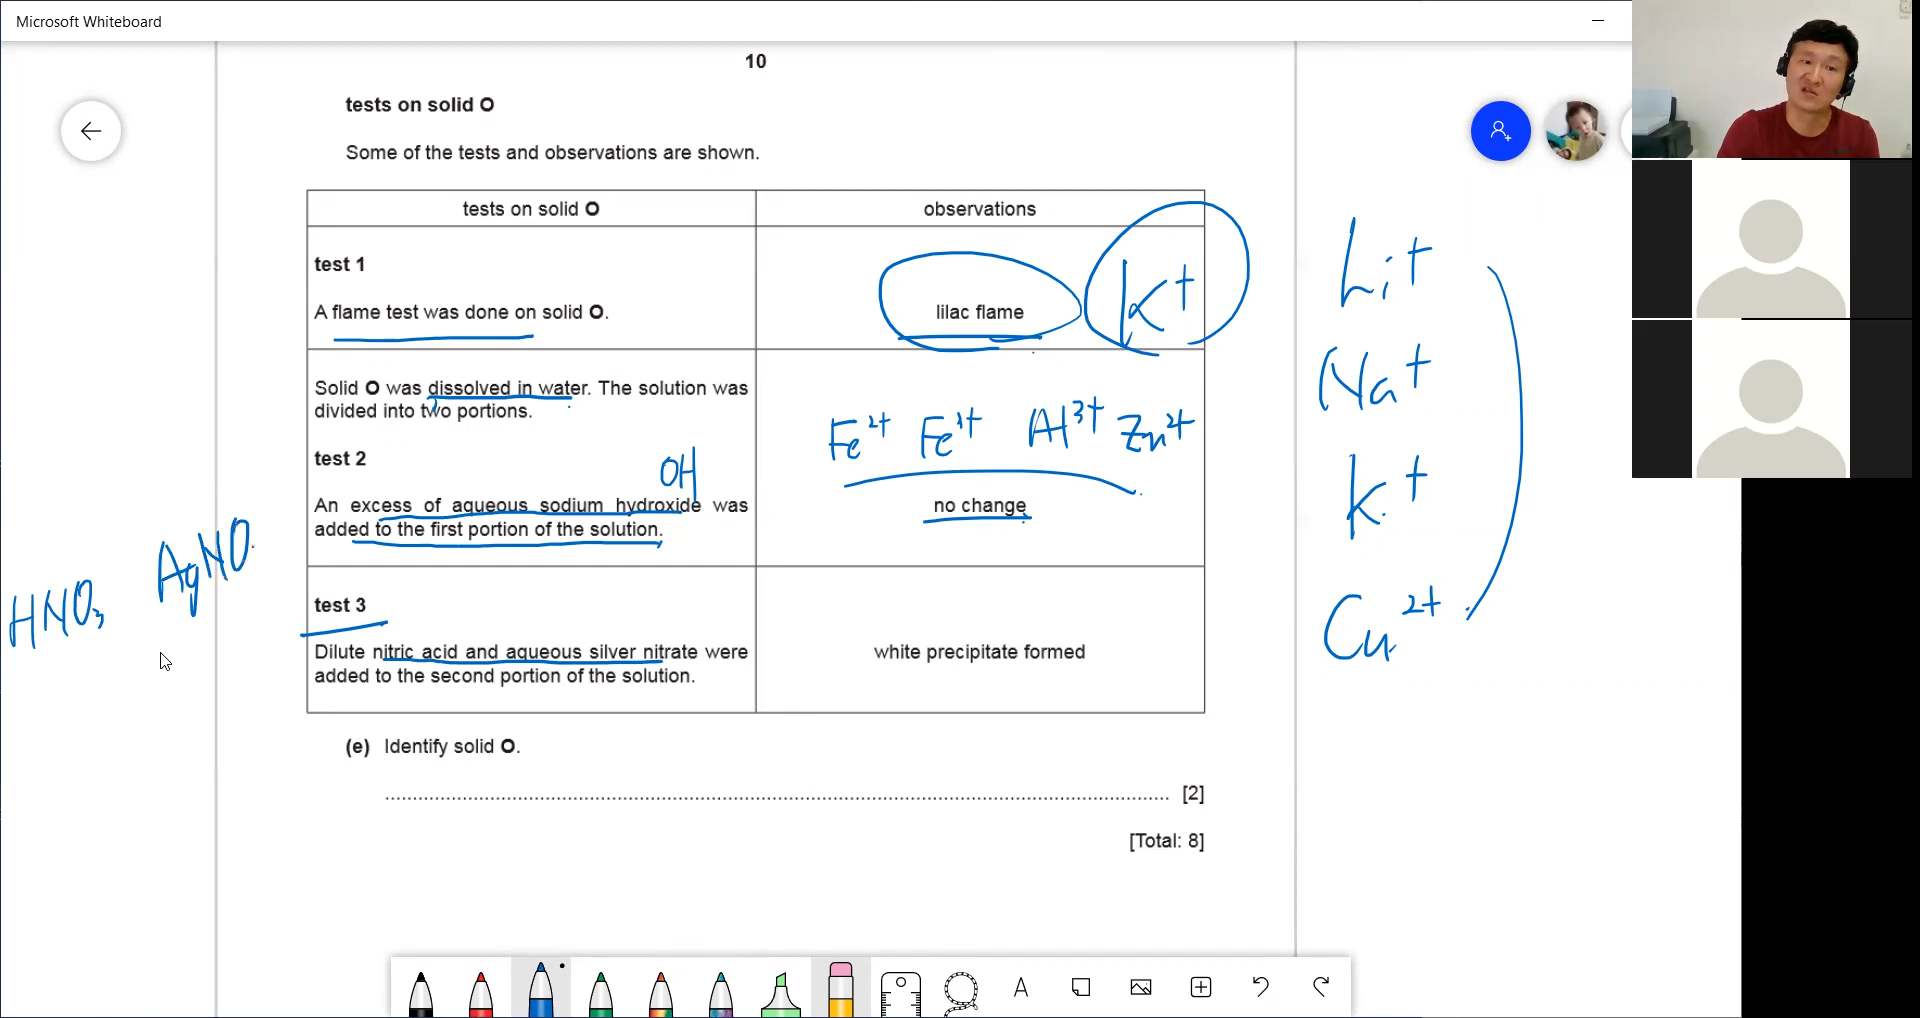 Microsoft Whiteboard
10
tests on solid O
Some of the tests and observations are shown.
tests on solid O
observations
test 1
A flame test was done on solid O.
lilac flame
K+
Solid O was dissolved in water. The solution was
divided into two portions.
test 2
OH
An excess of aqueous sodium hydroxide was
added to the first portion of the solution.
Fe2+ Fe3+ Al3+ Zn2+
no change
test 3
Dilute nitric acid and aqueous silver nitrate were
added to the second portion of the solution.
white precipitate formed
HNO3 AgNO
Li+
Na+
K+
Cu2+
(e) Identify solid O.
[2]
[Total: 8]
A